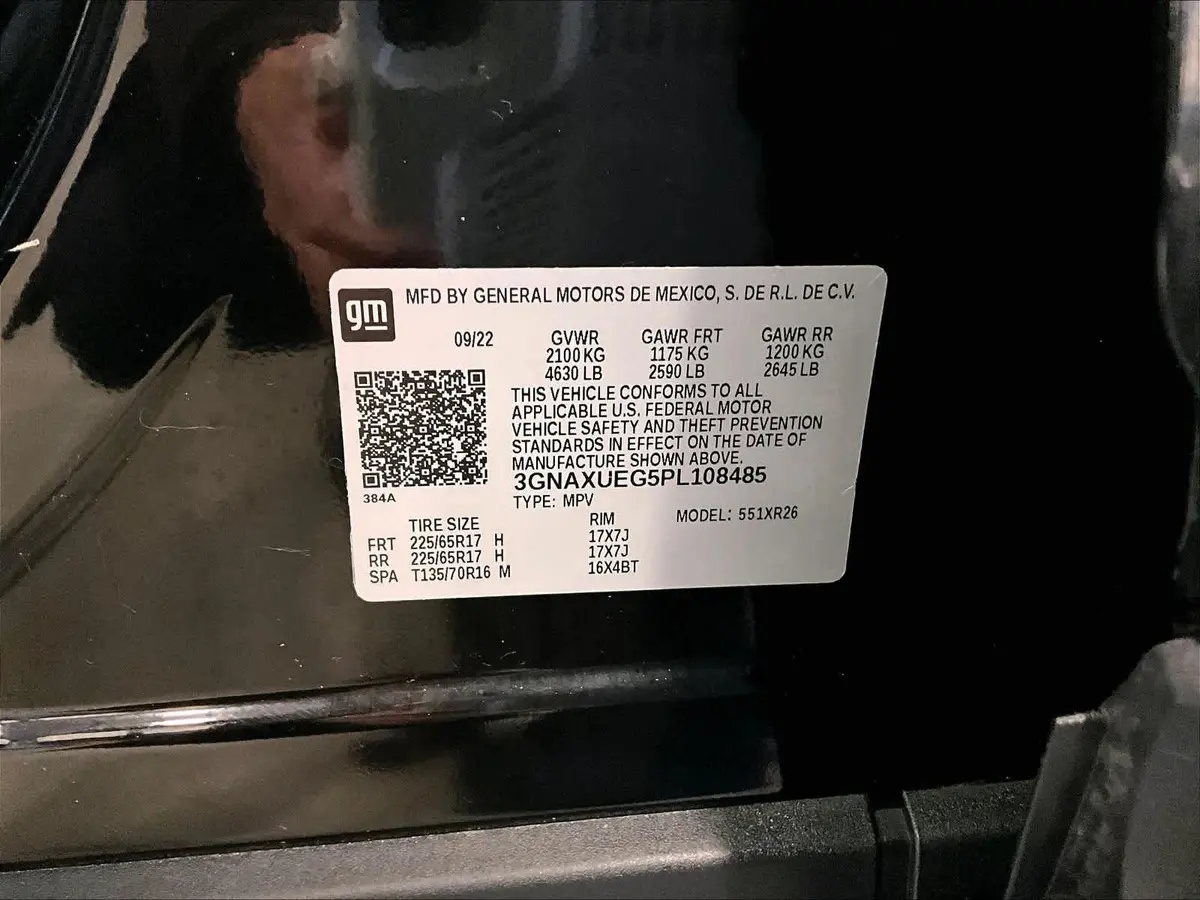 gm MFD BY GENERAL MOTORS DE MEXICO, S. DE R.L. DE C.V.
09/22 GVWR GAWR FRT GAWR RR
2100 KG 1175 KG 1200 KG
4630 LB 2590 LB 2645 LB
THIS VEHICLE CONFORMS TO ALL
APPLICABLE U.S. FEDERAL MOTOR
VEHICLE SAFETY AND THEFT PREVENTION
STANDARDS IN EFFECT ON THE DATE OF
MANUFACTURE SHOWN ABOVE.
3GNAXUEG5PL108485
384A
TYPE: MPV
TIRE SIZE RIM MODEL: 551XR26
FRT 225/65R17 H 17X7J
RR 225/65R17 H 17X7J
SPA T135/70R16 M 16X4BT